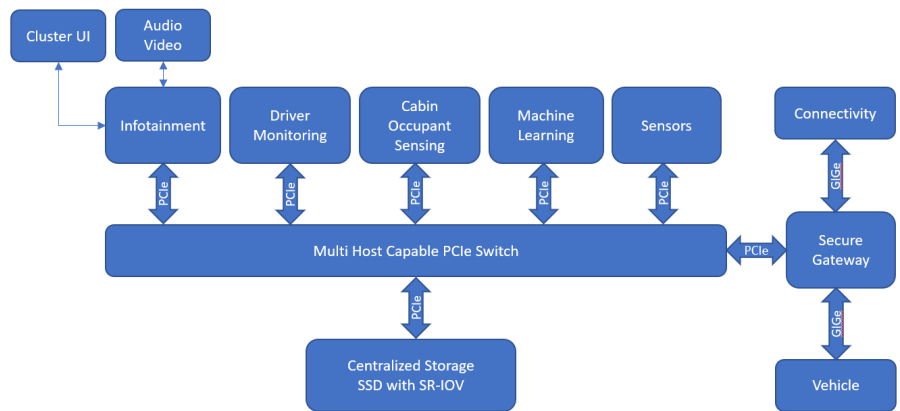 Cluster UI
Audio
Video
Infotainment
Driver
Monitoring
Cabin
Occupant
Sensing
Machine
Learning
Sensors
Connectivity
PCIe
PCIe
PCIe
PCIe
PCIe
GIGe
Multi Host Capable PCIe Switch
PCIe
Secure
Gateway
PCIe
GIGe
Centralized Storage
SSD with SR-IOV
Vehicle